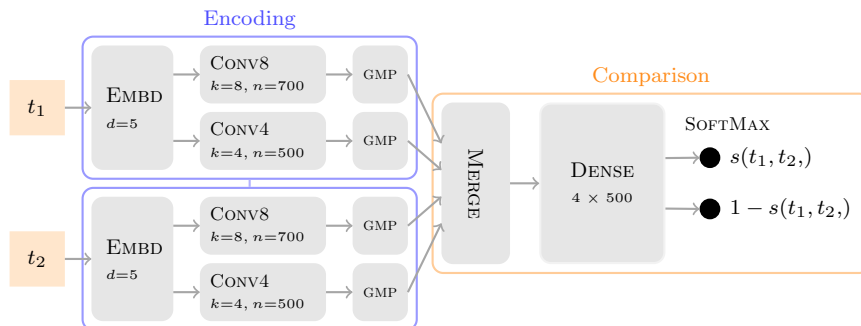 Encoding
Comparison
t₁
EMBD
d=5
CONV8
k=8, n=700
GMP
CONV4
k=4, n=500
GMP
t₂
EMBD
d=5
CONV8
k=8, n=700
GMP
CONV4
k=4, n=500
GMP
MERGE
DENSE
4 × 500
SOFTMAX
s(t₁, t₂,)
1 − s(t₁, t₂,)